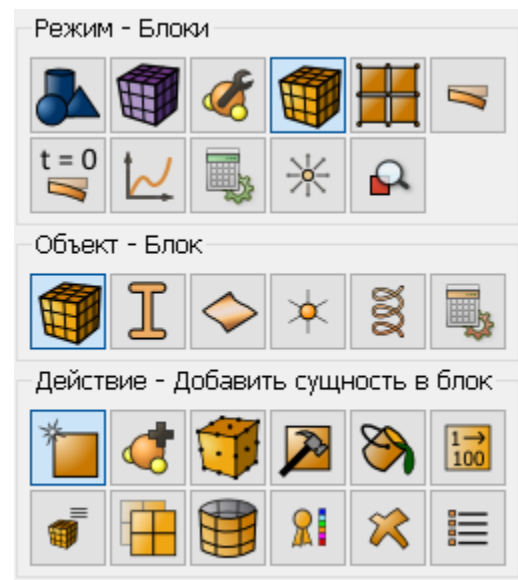 Режим - Блоки
t = 0
Объект - Блок
Действие - Добавить сущность в блок
1→
100